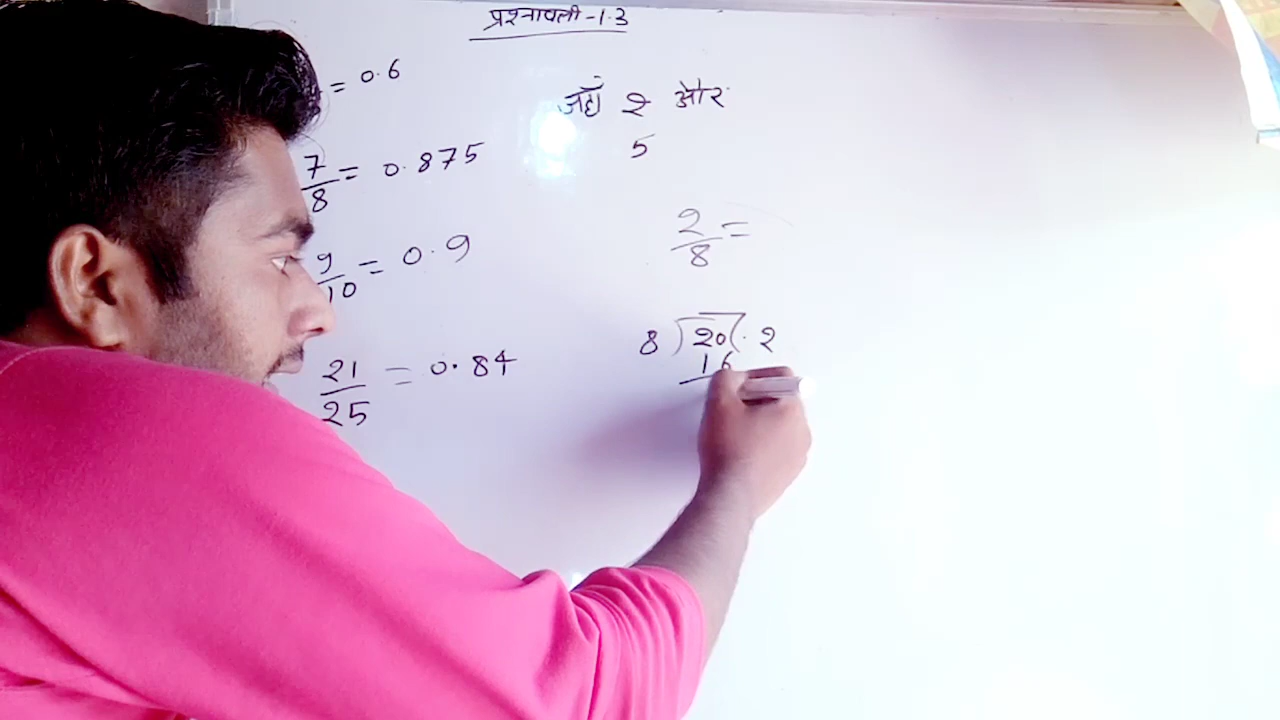 प्रश्नावली-1.3
= 0.6
7/8 = 0.875
9/10 = 0.9
21/25 = 0.84
जहाँ 2 और
5
2/8 =
8 ) 20 ( .2
16